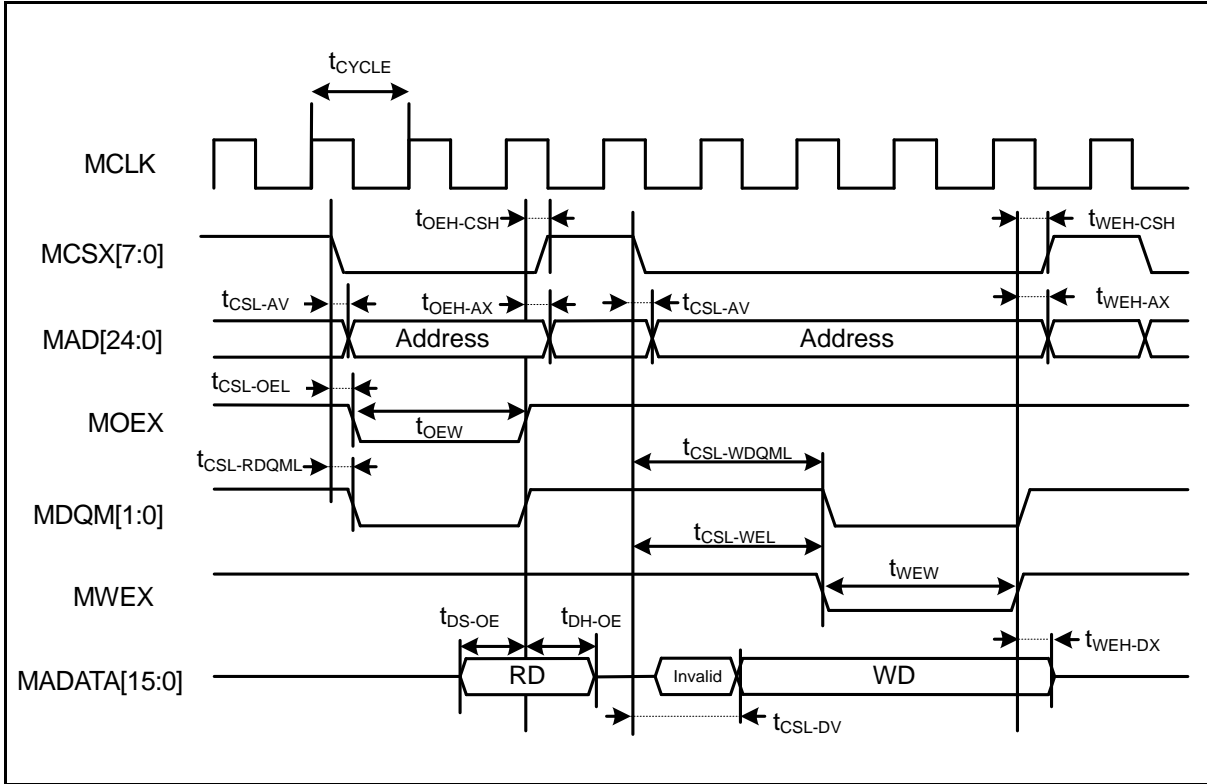 tCYCLE
MCLK
tOEH-CSH
tWEH-CSH
MCSX[7:0]
tCSL-AV
tOEH-AX
tCSL-AV
tWEH-AX
MAD[24:0]
Address
Address
tCSL-OEL
MOEX
tOEW
tCSL-WDQML
tCSL-RDQML
MDQM[1:0]
tCSL-WEL
tWEW
MWEX
tDS-OE
tDH-OE
tWEH-DX
MADATA[15:0]
RD
Invalid
WD
tCSL-DV